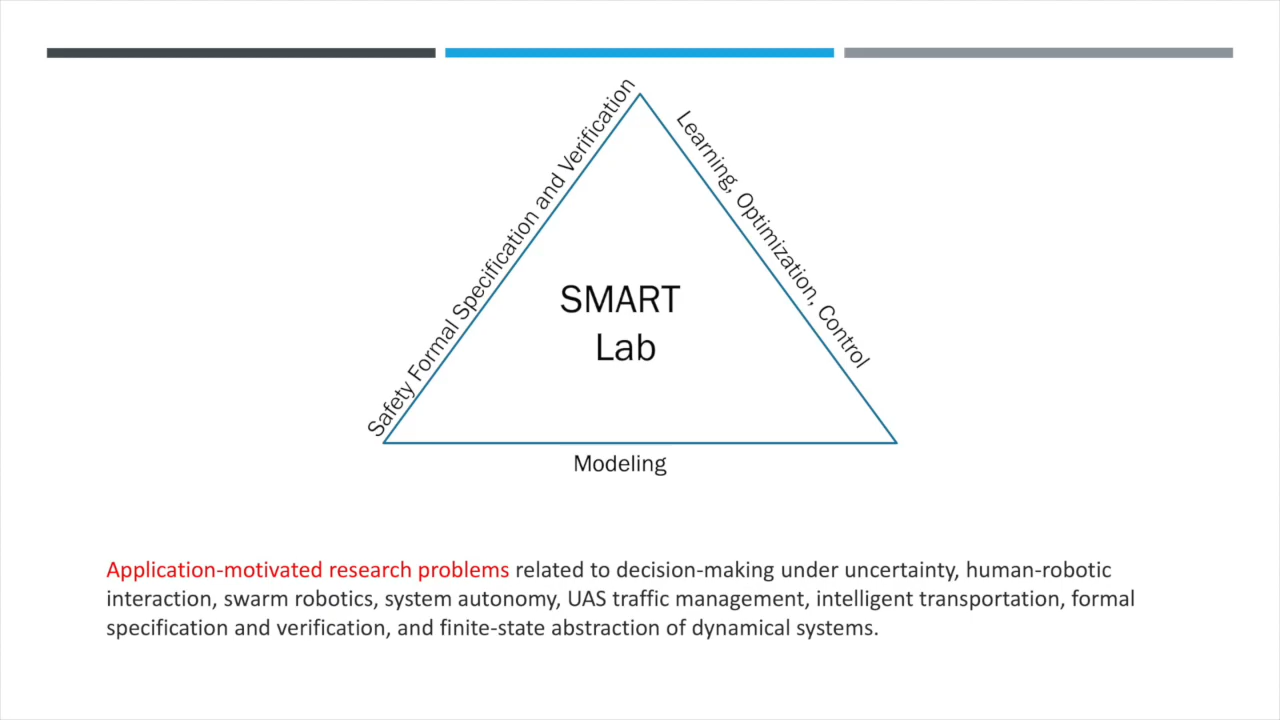 Safety Formal Specification and Verification
Learning, Optimization, Control
SMART
Lab
Modeling
Application-motivated research problems related to decision-making under uncertainty, human-robotic
interaction, swarm robotics, system autonomy, UAS traffic management, intelligent transportation, formal
specification and verification, and finite-state abstraction of dynamical systems.